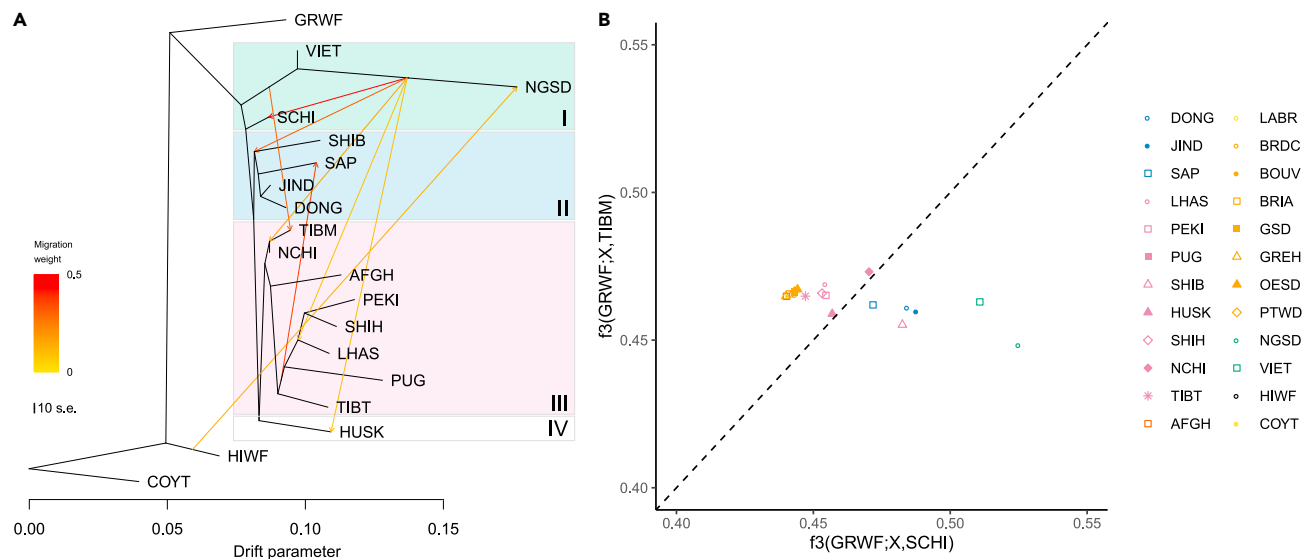 A
GRWF
VIET
NGSD
SCHI
I
SHIB
SAP
JIND
DONG
II
TIBM
NCHI
AFGH
PEKI
SHIH
LHAS
PUG
TIBT
III
HUSK
IV
HIWF
COYT
Migration
weight
0.5
0
10 s.e.
0.00 0.05 0.10 0.15
Drift parameter
B
f3(GRWF;X,TIBM)
0.55
0.50
0.45
0.40
0.40 0.45 0.50 0.55
f3(GRWF;X,SCHI)
DONG LABR
JIND BRDC
SAP BOUV
LHAS BRIA
PEKI GSD
PUG GREH
SHIB OESD
HUSK PTWD
SHIH NGSD
NCHI VIET
TIBT HIWF
AFGH COYT